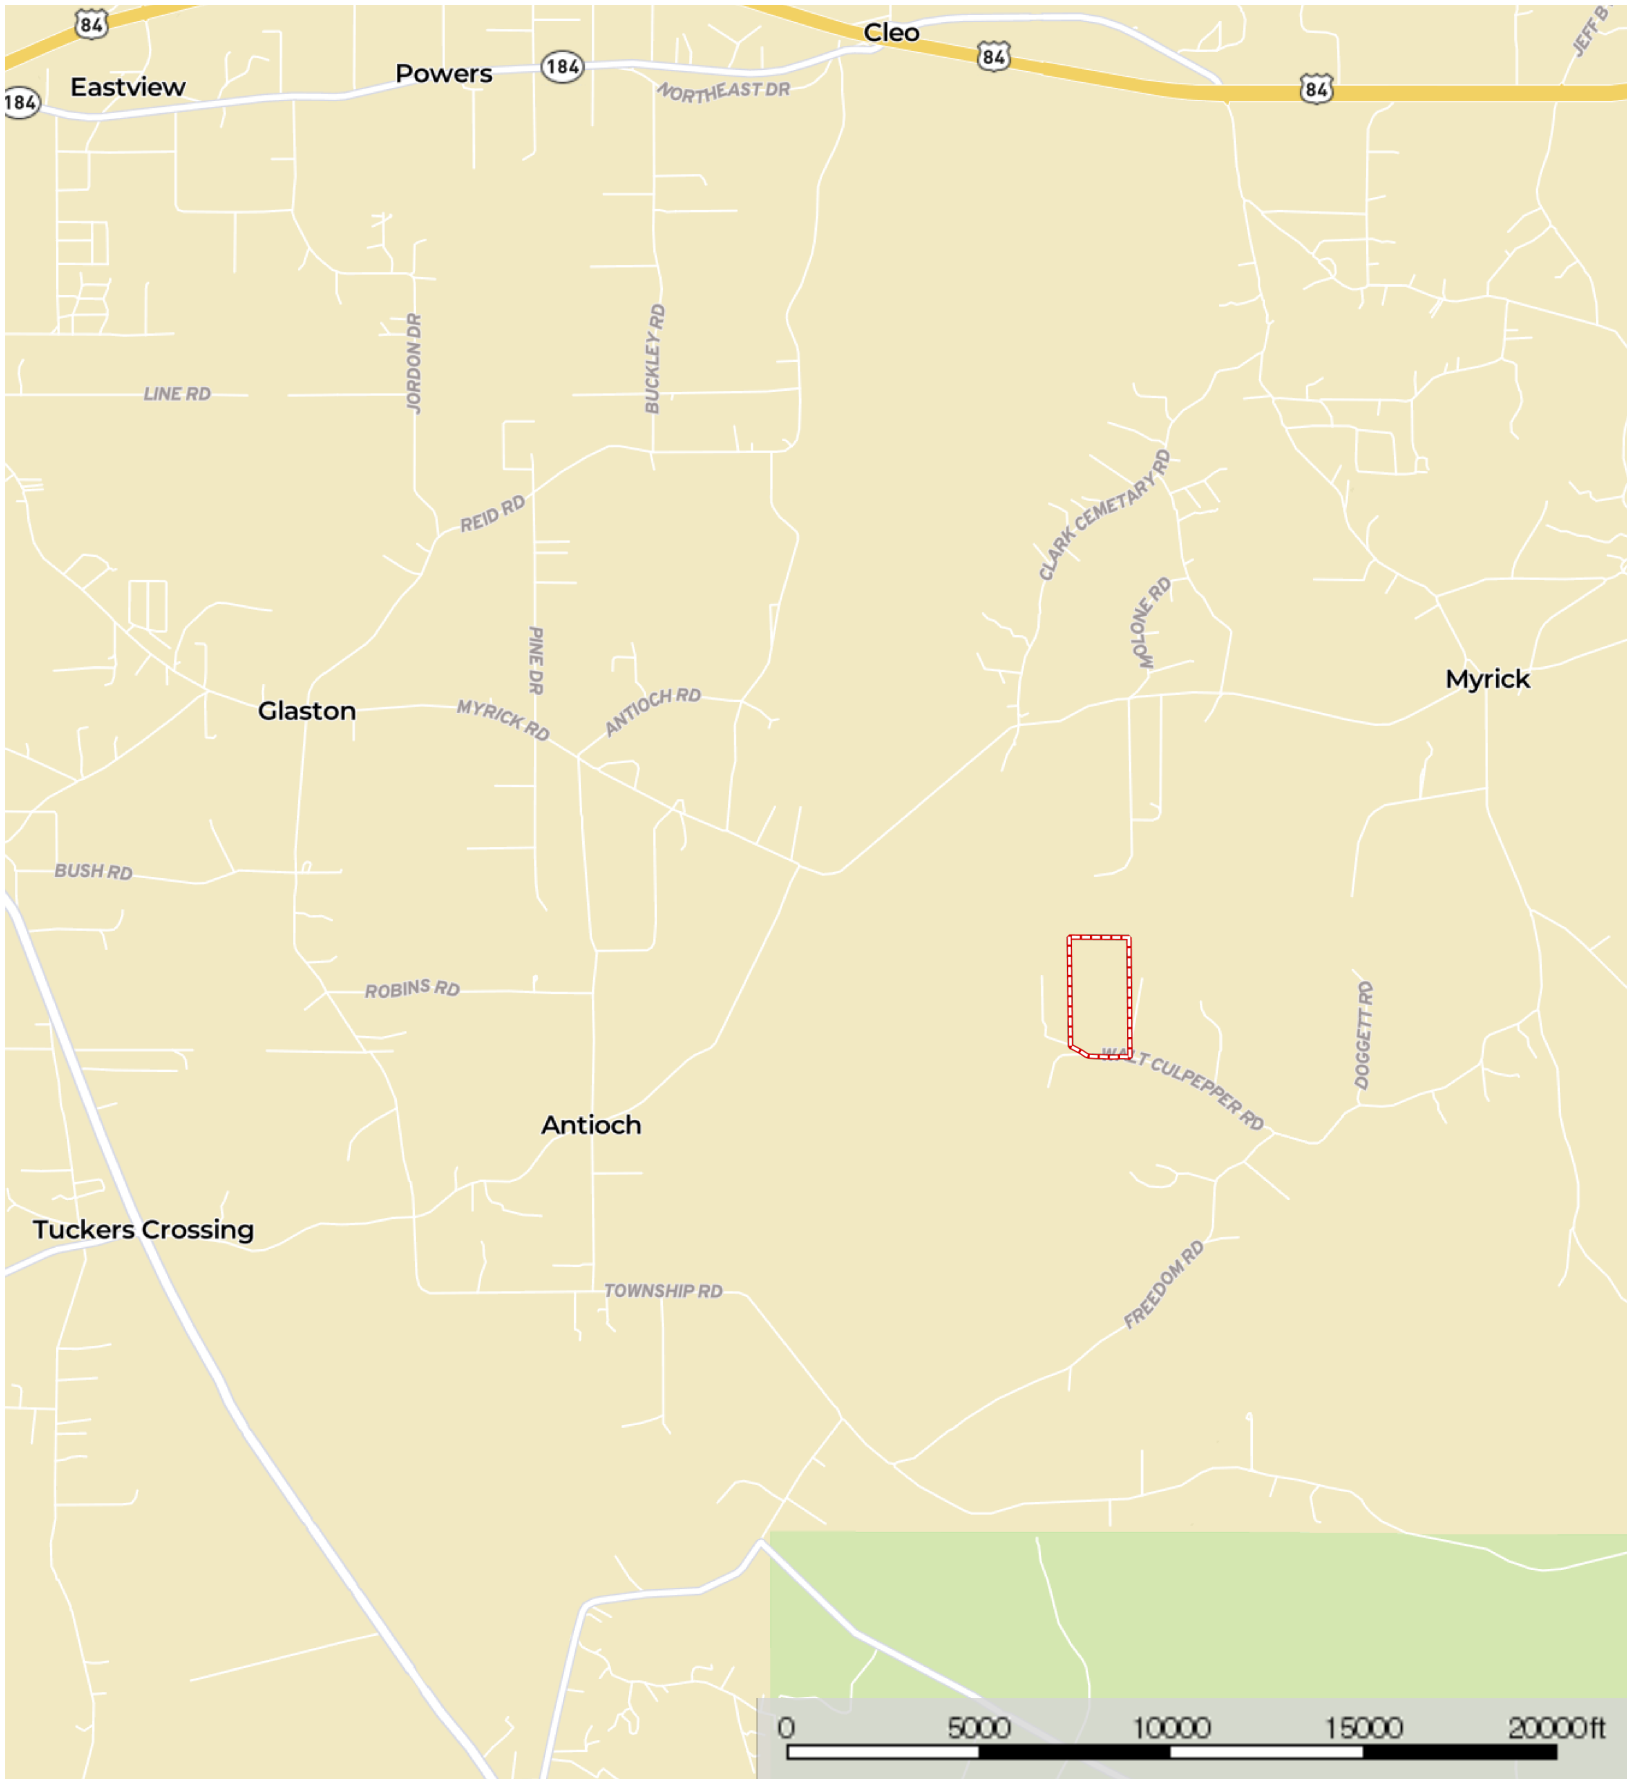 84
Cleo
84
84
JEFF B
Eastview
Powers
184
184
NORTHEAST DR
JORDON DR
BUCKLEY RD
LINE RD
REID RD
CLARK CEMETARY RD
MOLONE RD
PINE DR
Myrick
Glaston
MYRICK RD
ANTIOCH RD
BUSH RD
ROBINS RD
DOGGETT RD
WALT CULPEPPER RD
Antioch
Tuckers Crossing
FREEDOM RD
TOWNSHIP RD
0 5000 10000 15000 20000ft